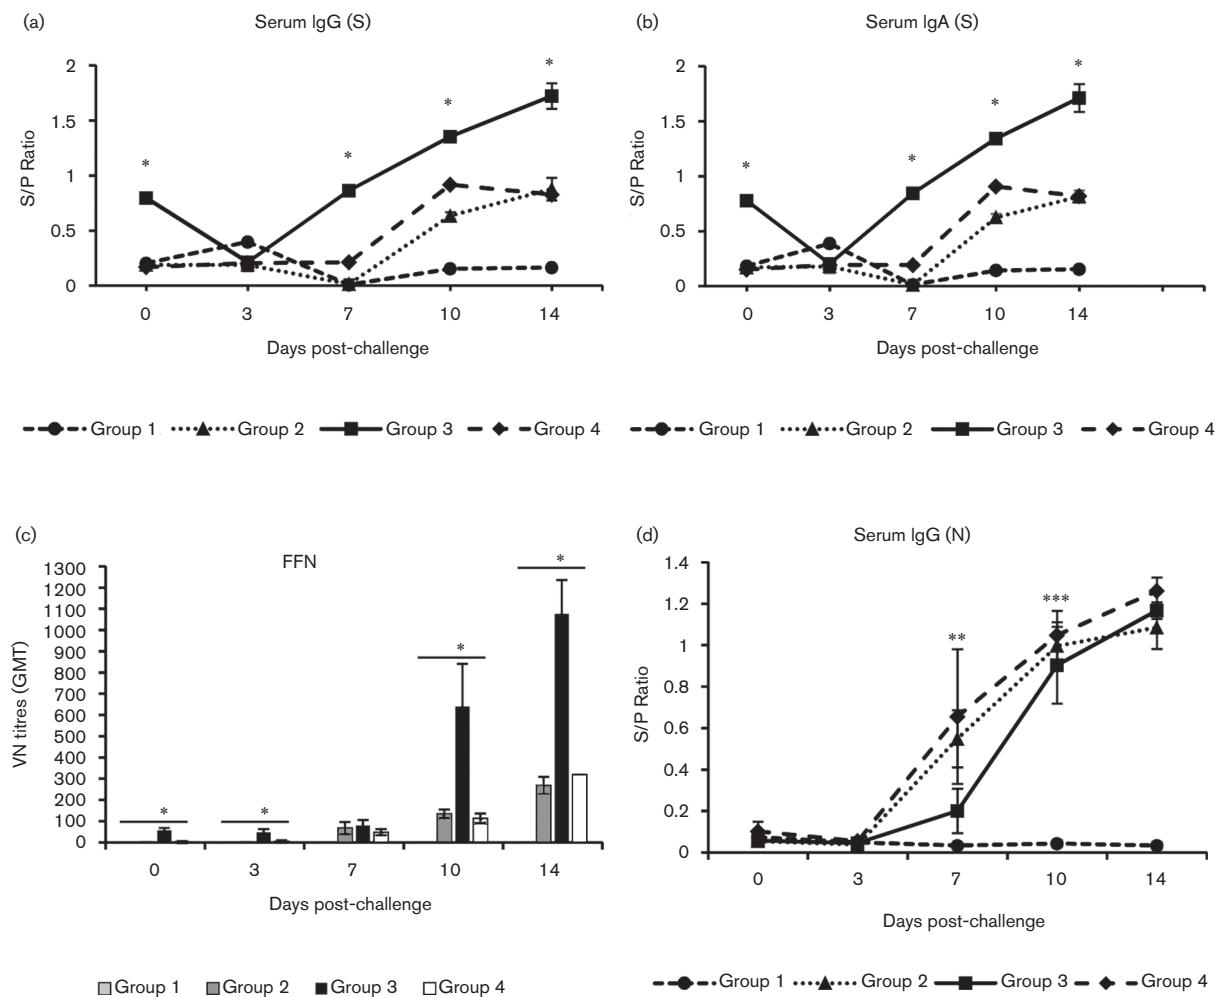 (a) Serum IgG (S)
2
1.5
1
0.5
0
S/P Ratio
* * * *
0 3 7 10 14
Days post-challenge
Group 1 Group 2 Group 3 Group 4
(b) Serum IgA (S)
2
1.5
1
0.5
0
S/P Ratio
* * * *
0 3 7 10 14
Days post-challenge
Group 1 Group 2 Group 3 Group 4
(c) FFN
1300
1200
1100
1000
900
800
700
600
500
400
300
200
100
0
VN titres (GMT)
* * * *
0 3 7 10 14
Days post-challenge
Group 1 Group 2 Group 3 Group 4
(d) Serum IgG (N)
1.4
1.2
1
0.8
0.6
0.4
0.2
0
S/P Ratio
** ***
0 3 7 10 14
Days post-challenge
Group 1 Group 2 Group 3 Group 4